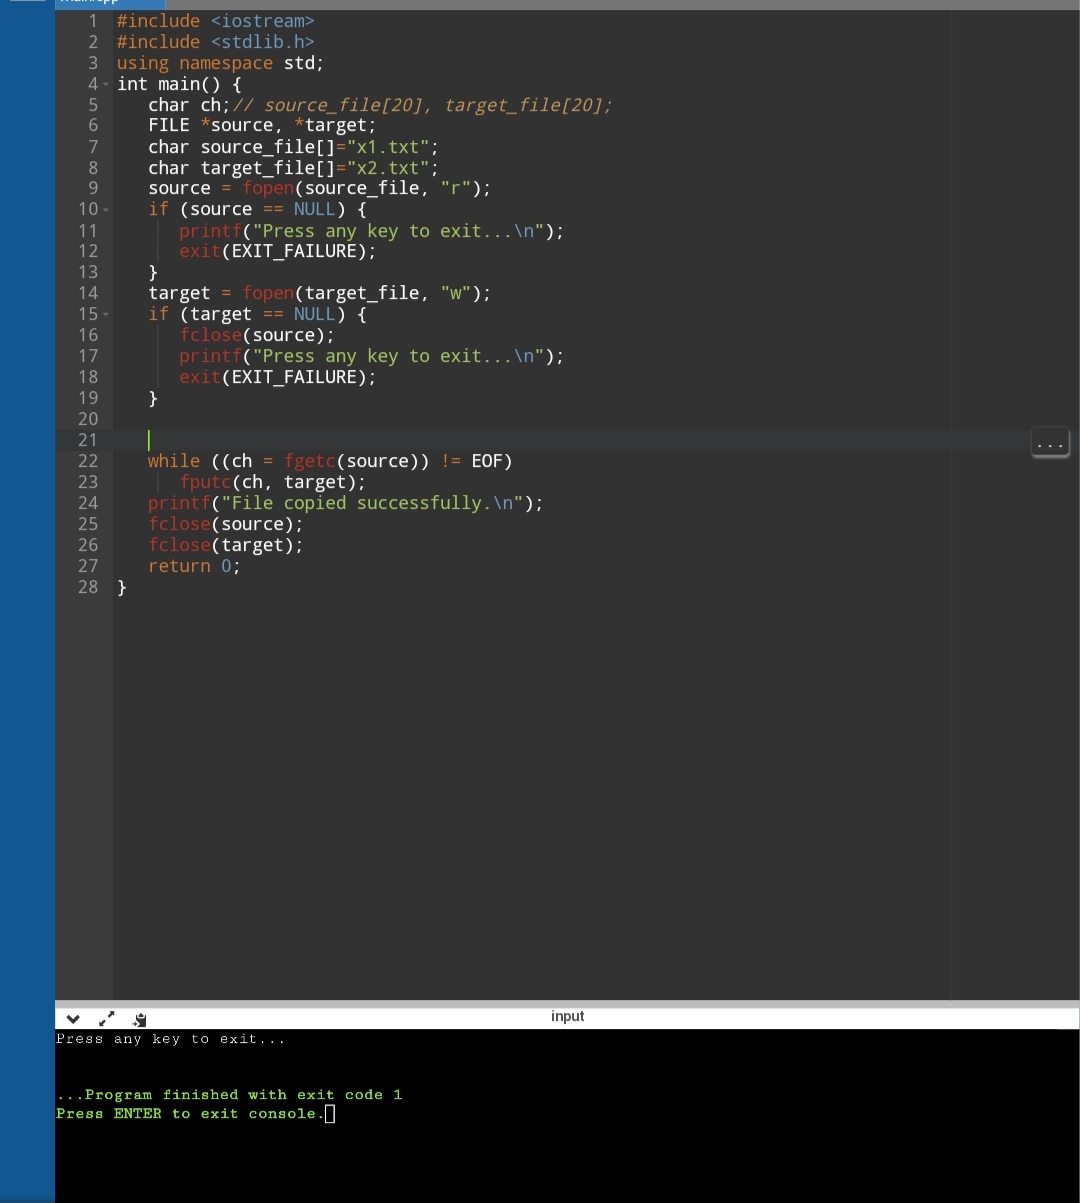 1 #include <iostream>
2 #include <stdlib.h>
3 using namespace std;
4 int main() {
5 char ch;// source_file[20], target_file[20];
6 FILE *source, *target;
7 char source_file[]="x1.txt";
8 char target_file[]="x2.txt";
9 source = fopen(source_file, "r");
10 if (source == NULL) {
11 printf("Press any key to exit...\n");
12 exit(EXIT_FAILURE);
13 }
14 target = fopen(target_file, "w");
15 if (target == NULL) {
16 fclose(source);
17 printf("Press any key to exit...\n");
18 exit(EXIT_FAILURE);
19 }
20
21
...
22 while ((ch = fgetc(source)) != EOF)
23 fputc(ch, target);
24 printf("File copied successfully.\n");
25 fclose(source);
26 fclose(target);
27 return 0;
28 }
input
Press any key to exit...
...Program finished with exit code 1
Press ENTER to exit console.